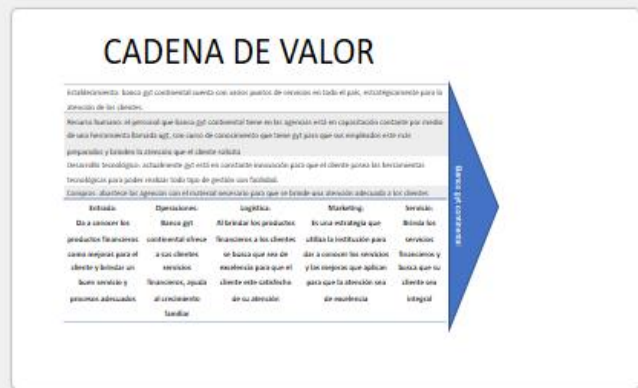 CADENA DE VALOR
Establecimiento: banca gyt continental cuenta con varios puntos de servicios en todo el país, estratégicamente para la
atención de los clientes.
Recurso humano: el personal que banca gyt continental tiene en las agencias está en capacitación constante por medio
de una herramienta llamada ugt, son curso de conocimiento que tiene gyt para que sus empleados este más
preparados y brinden la atención que el cliente solicita
Desarrollo tecnológico: actualmente gyt está en constante innovación para que el cliente posea las herramientas
tecnológicas para poder realizar todo tipo de gestión con facilidad.
Compras: abastece las Agencias con el material necesario para que se brinde una atención adecuada a los clientes
Entrada:
Da a conocer los
productos financieros
como mejoras para el
cliente y brindar un
buen servicio y
procesos adecuados
Operaciones:
Banco gyt
continental ofrece
a sus clientes
servicios
financieros, ayuda
al crecimiento
familiar
Logística:
Al brindar los productos
financieros a los clientes
se busca que sea de
excelencia para que el
cliente este satisfecho
de su atención
Marketing:
Es una estrategia que
utiliza la institución para
dar a conocer los servicios
y las mejoras que aplican
para que la atención sea
de excelencia
Servicio:
Brinda los
servicios
financieros y
busca que su
cliente sea
integral
Banco gyt continental